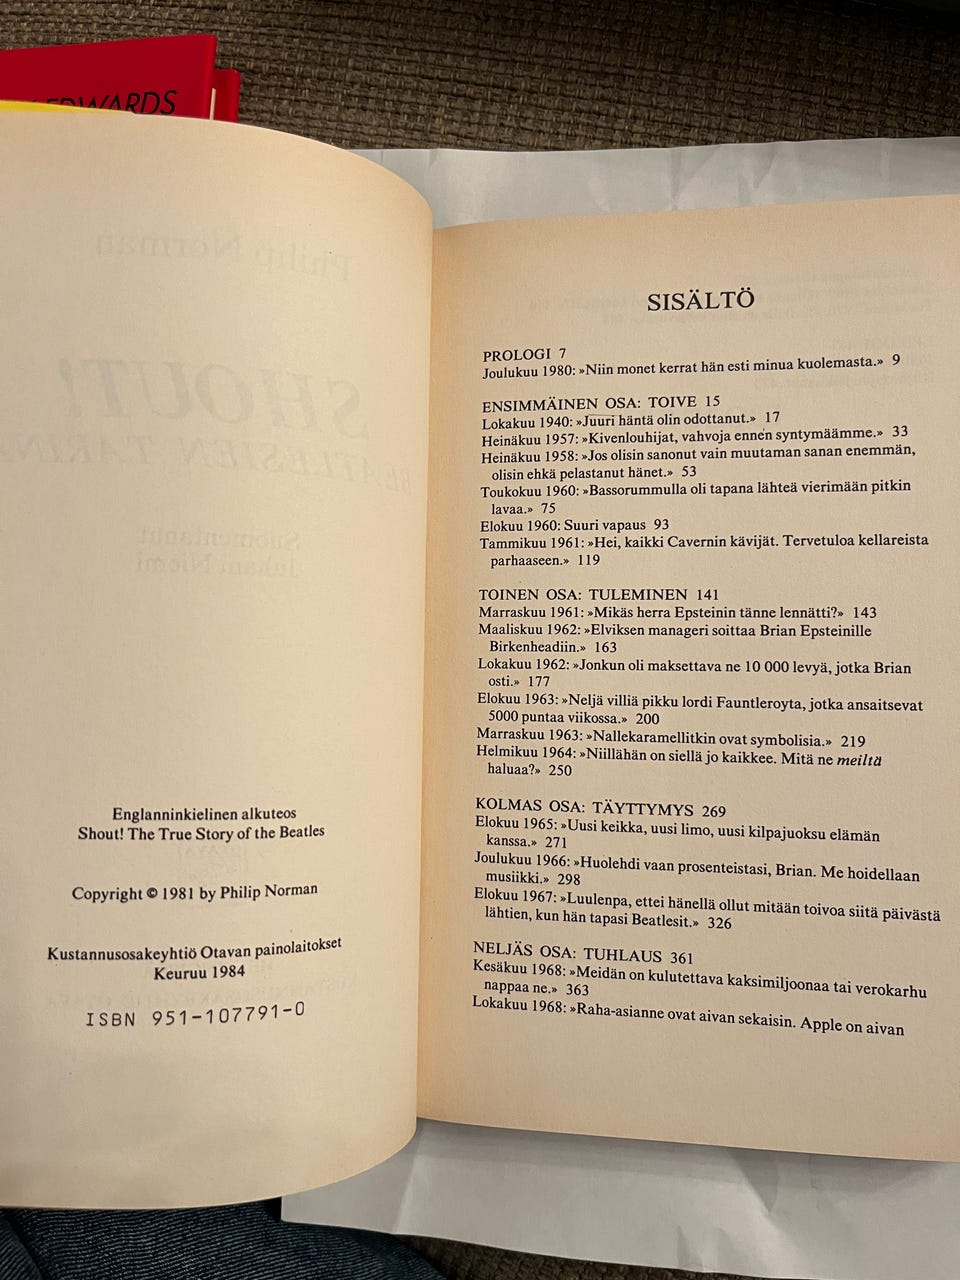 EDWARDS
Philip Norman
SHOUT!
BEATLESIEN TARINA
Suomentanut
Juhani Niemi
Englanninkielinen alkuteos
Shout! The True Story of the Beatles
Copyright © 1981 by Philip Norman
Kustannusosakeyhtiö Otavan painolaitokset
Keuruu 1984
ISBN 951-107791-0
SISÄLTÖ
PROLOGI 7
Joulukuu 1980: »Niin monet kerrat hän esti minua kuolemasta.» 9
ENSIMMÄINEN OSA: TOIVE 15
Lokakuu 1940: »Juuri häntä olin odottanut.» 17
Heinäkuu 1957: »Kivenlouhijat, vahvoja ennen syntymäämme.» 33
Heinäkuu 1958: »Jos olisin sanonut vain muutaman sanan enemmän,
olisin ehkä pelastanut hänet.» 53
Toukokuu 1960: »Bassorummulla oli tapana lähteä vierimään pitkin
lavaa.» 75
Elokuu 1960: Suuri vapaus 93
Tammikuu 1961: »Hei, kaikki Cavernin kävijät. Tervetuloa kellareista
parhaaseen.» 119
TOINEN OSA: TULEMINEN 141
Marraskuu 1961: »Mikäs herra Epsteinin tänne lennätti?» 143
Maaliskuu 1962: »Elviksen manageri soittaa Brian Epsteinille
Birkenheadiin.» 163
Lokakuu 1962: »Jonkun oli maksettava ne 10 000 levyä, jotka Brian
osti.» 177
Elokuu 1963: »Neljä villiä pikku lordi Fauntleroyta, jotka ansaitsevat
5000 puntaa viikossa.» 200
Marraskuu 1963: »Nallekaramellitkin ovat symbolisia.» 219
Helmikuu 1964: »Niillähän on siellä jo kaikkee. Mitä ne meiltä
haluaa?» 250
KOLMAS OSA: TÄYTTYMYS 269
Elokuu 1965: »Uusi keikka, uusi limo, uusi kilpajuoksu elämän
kanssa.» 271
Joulukuu 1966: »Huolehdi vaan prosenteistasi, Brian. Me hoidellaan
musiikki.» 298
Elokuu 1967: »Luulenpa, ettei hänellä ollut mitään toivoa siitä päivästä
lähtien, kun hän tapasi Beatlesit.» 326
NELJÄS OSA: TUHLAUS 361
Kesäkuu 1968: »Meidän on kulutettava kaksimiljoonaa tai verokarhu
nappaa ne.» 363
Lokakuu 1968: »Raha-asianne ovat aivan sekaisin. Apple on aivan